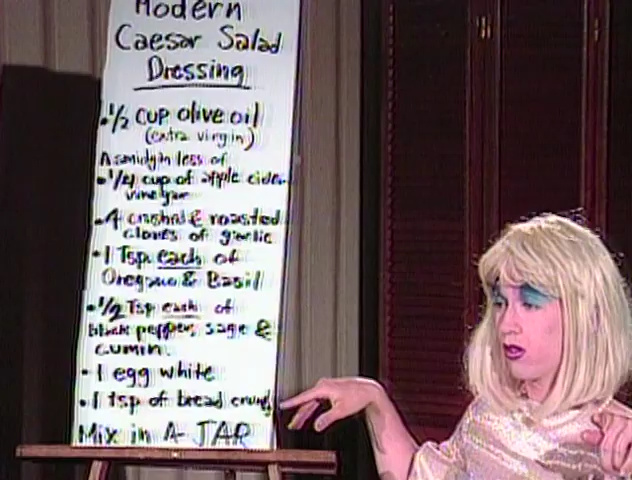 Modern
Caesar Salad
Dressing
• 1/2 cup olive oil
(extra virgin)
A smidgin less of
• 1/4 cup of apple cider
vinegar
• 4 crushed & roasted
cloves of garlic
• 1 Tsp. each of
Oregano & Basil
• 1/2 Tsp each of
black pepper, sage &
cumin.
• 1 egg white
• 1 tsp of bread crumbs
Mix in A JAR